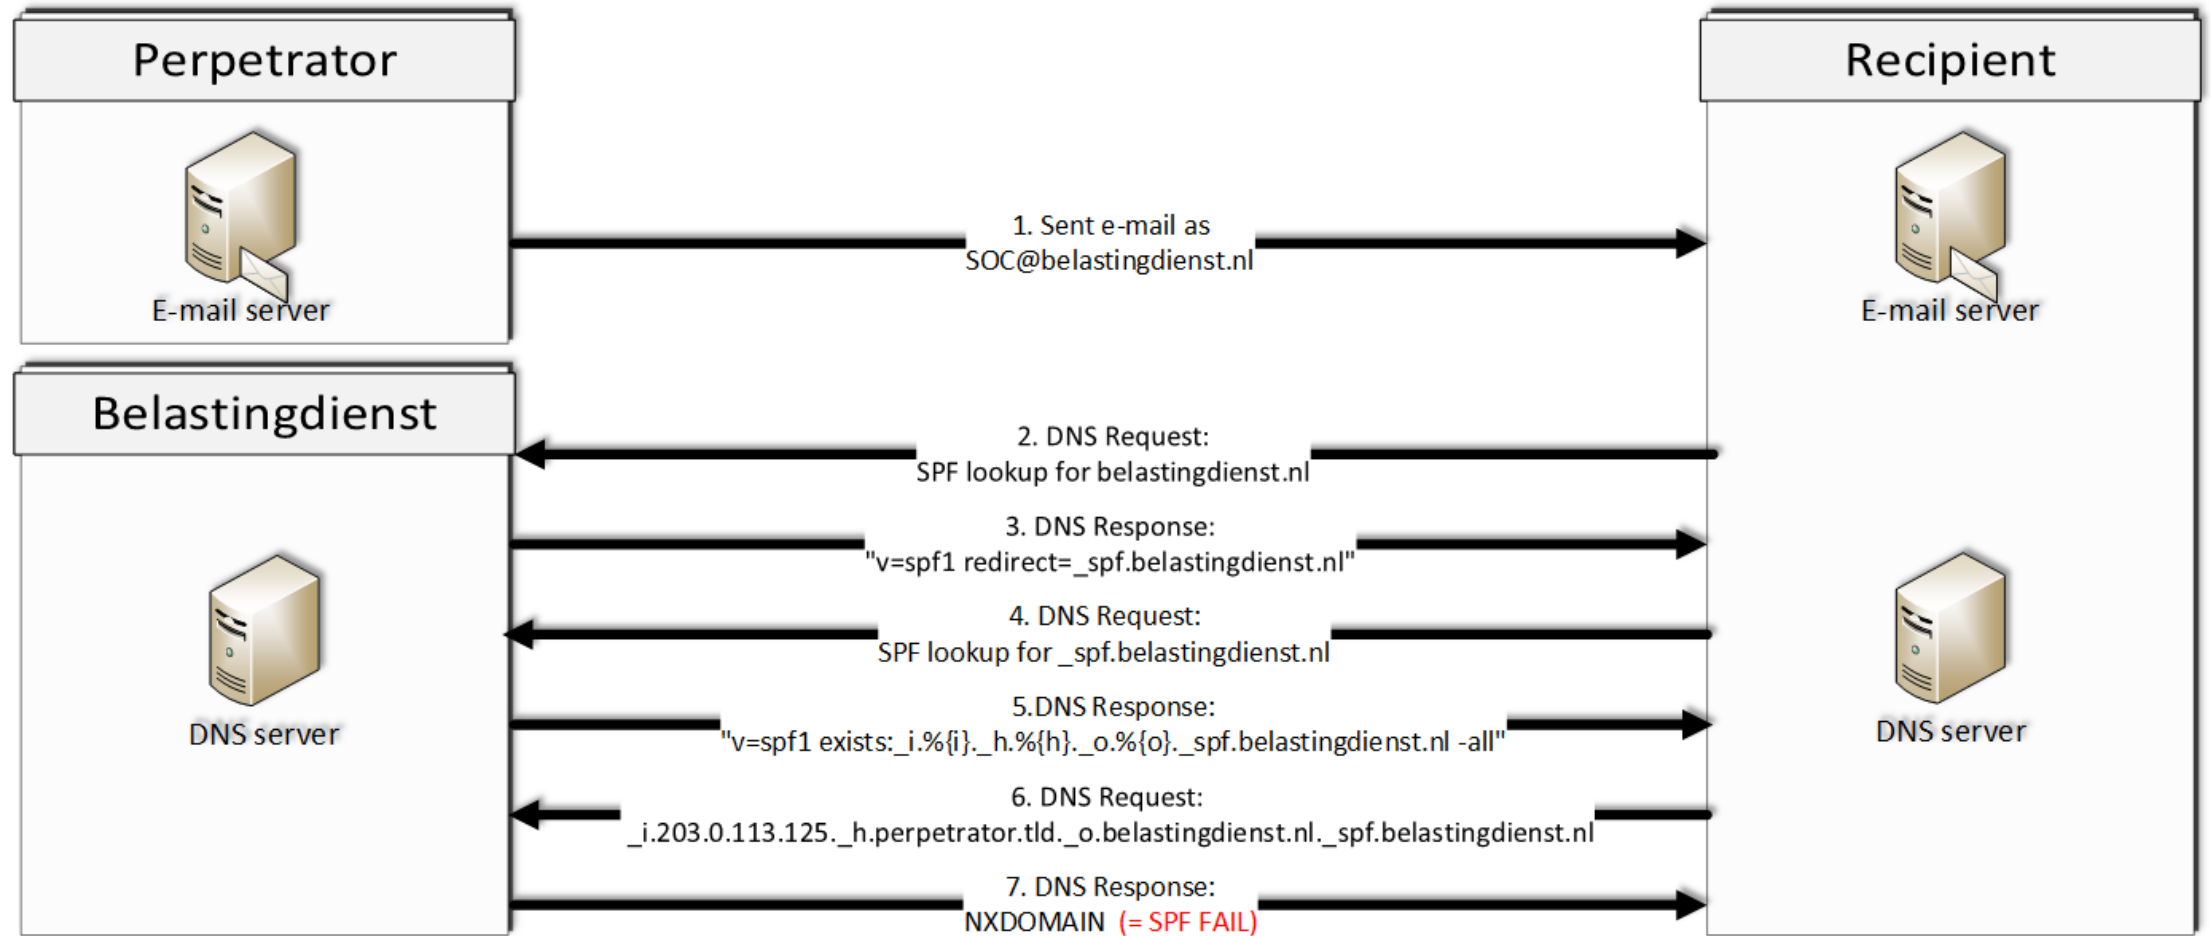 Perpetrator
E-mail server
Recipient
E-mail server
1. Sent e-mail as
SOC@belastingdienst.nl
Belastingdienst
DNS server
DNS server
2. DNS Request:
SPF lookup for belastingdienst.nl
3. DNS Response:
"v=spf1 redirect=_spf.belastingdienst.nl"
4. DNS Request:
SPF lookup for _spf.belastingdienst.nl
5.DNS Response:
"v=spf1 exists:_i.%{i}._h.%{h}._o.%{o}._spf.belastingdienst.nl -all"
6. DNS Request:
_i.203.0.113.125._h.perpetrator.tld._o.belastingdienst.nl._spf.belastingdienst.nl
7. DNS Response:
NXDOMAIN (= SPF FAIL)